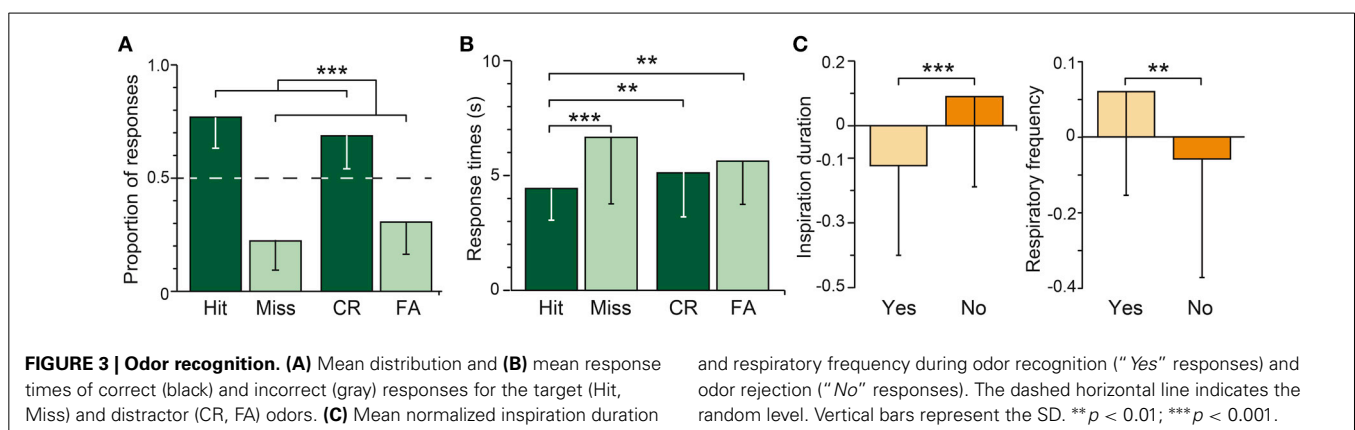 A
Proportion of responses
1.0
0.5
0
***
Hit Miss CR FA
B
Response times (s)
10
5
0
**
**
***
Hit Miss CR FA
C
Inspiration duration
0.2
0
-0.1
-0.3
-0.5
***
Yes No
Respiratory frequency
0.1
0
-0.2
-0.4
**
Yes No
FIGURE 3 | Odor recognition. (A) Mean distribution and (B) mean response
times of correct (black) and incorrect (gray) responses for the target (Hit,
Miss) and distractor (CR, FA) odors. (C) Mean normalized inspiration duration
and respiratory frequency during odor recognition (“Yes” responses) and
odor rejection (“No” responses). The dashed horizontal line indicates the
random level. Vertical bars represent the SD. **p < 0.01; ***p < 0.001.